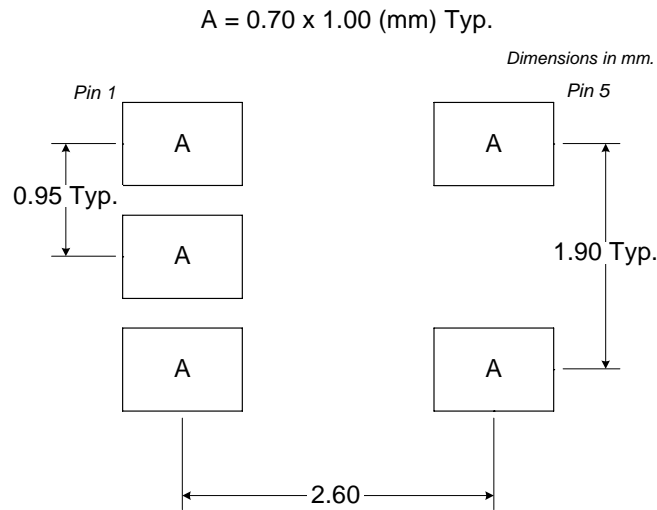 A = 0.70 x 1.00 (mm) Typ.
Dimensions in mm.
Pin 1
Pin 5
A
A
0.95 Typ.
A
1.90 Typ.
A
A
2.60